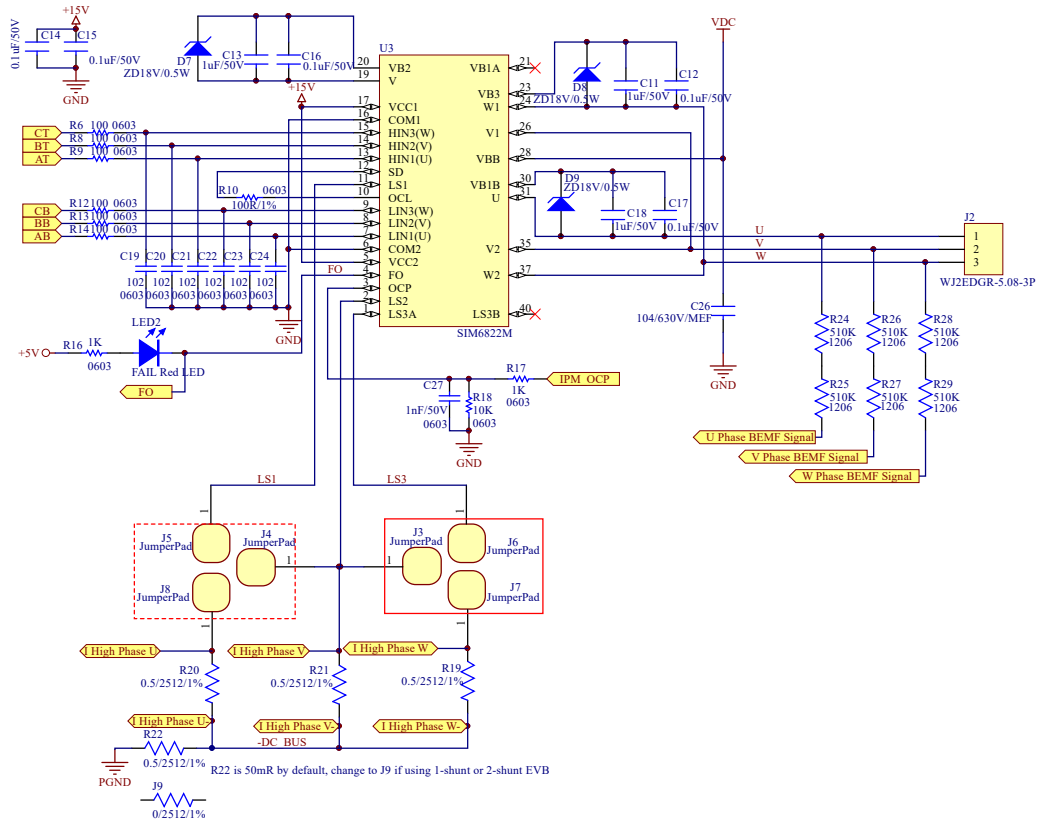 +15V
C14
0.1uF/50V
C15
0.1uF/50V
GND
D7
ZD18V/0.5W
C13
1uF/50V
C16
0.1uF/50V
+15V
U3
20
VB2
19
V
17
VCC1
16
COM1
15
HIN3(W)
14
HIN2(V)
13
HIN1(U)
12
SD
11
LS1
10
OCL
9
LIN3(W)
8
LIN2(V)
7
LIN1(U)
6
COM2
5
VCC2
4
FO
3
OCP
2
LS2
1
LS3A
VB1A
21
VB3
23
W1
24
V1
26
VBB
28
VB1B
30
U
31
V2
35
W2
37
LS3B
40
SIM6822M
D8
ZD18V/0.5W
C11
1uF/50V
C12
0.1uF/50V
VDC
D9
ZD18V/0.5W
C18
1uF/50V
C17
0.1uF/50V
CT
R6 100 0603
BT
R8 100 0603
AT
R9 100 0603
R10 0603
100R/1%
CB
R12 100 0603
BB
R13 100 0603
AB
R14 100 0603
C19 C20 C21 C22 C23 C24
102 102 102 102 102 102
0603 0603 0603 0603 0603 0603
FO
GND
U
V
W
J2
1
2
3
WJ2EDGR-5.08-3P
C26
104/630V/MEF
GND
R24
510K
1206
R26
510K
1206
R28
510K
1206
R25
510K
1206
R27
510K
1206
R29
510K
1206
U Phase BEMF Signal
V Phase BEMF Signal
W Phase BEMF Signal
LED2
+5V
R16 1K
0603
FAIL Red LED
FO
R17
1K
0603
IPM_OCP
C27
1nF/50V
0603
R18
10K
0603
GND
LS1
LS3
1
1
J5
JumperPad
J4
JumperPad
1
J8
JumperPad
1
J3
JumperPad
1
J6
JumperPad
J7
JumperPad
1
I High Phase U
I High Phase V
I High Phase W
R20
0.5/2512/1%
R21
0.5/2512/1%
R19
0.5/2512/1%
I High Phase U-
I High Phase V-
I High Phase W-
R22
0.5/2512/1%
-DC_BUS
PGND
R22 is 50mR by default, change to J9 if using 1-shunt or 2-shunt EVB
J9
0/2512/1%